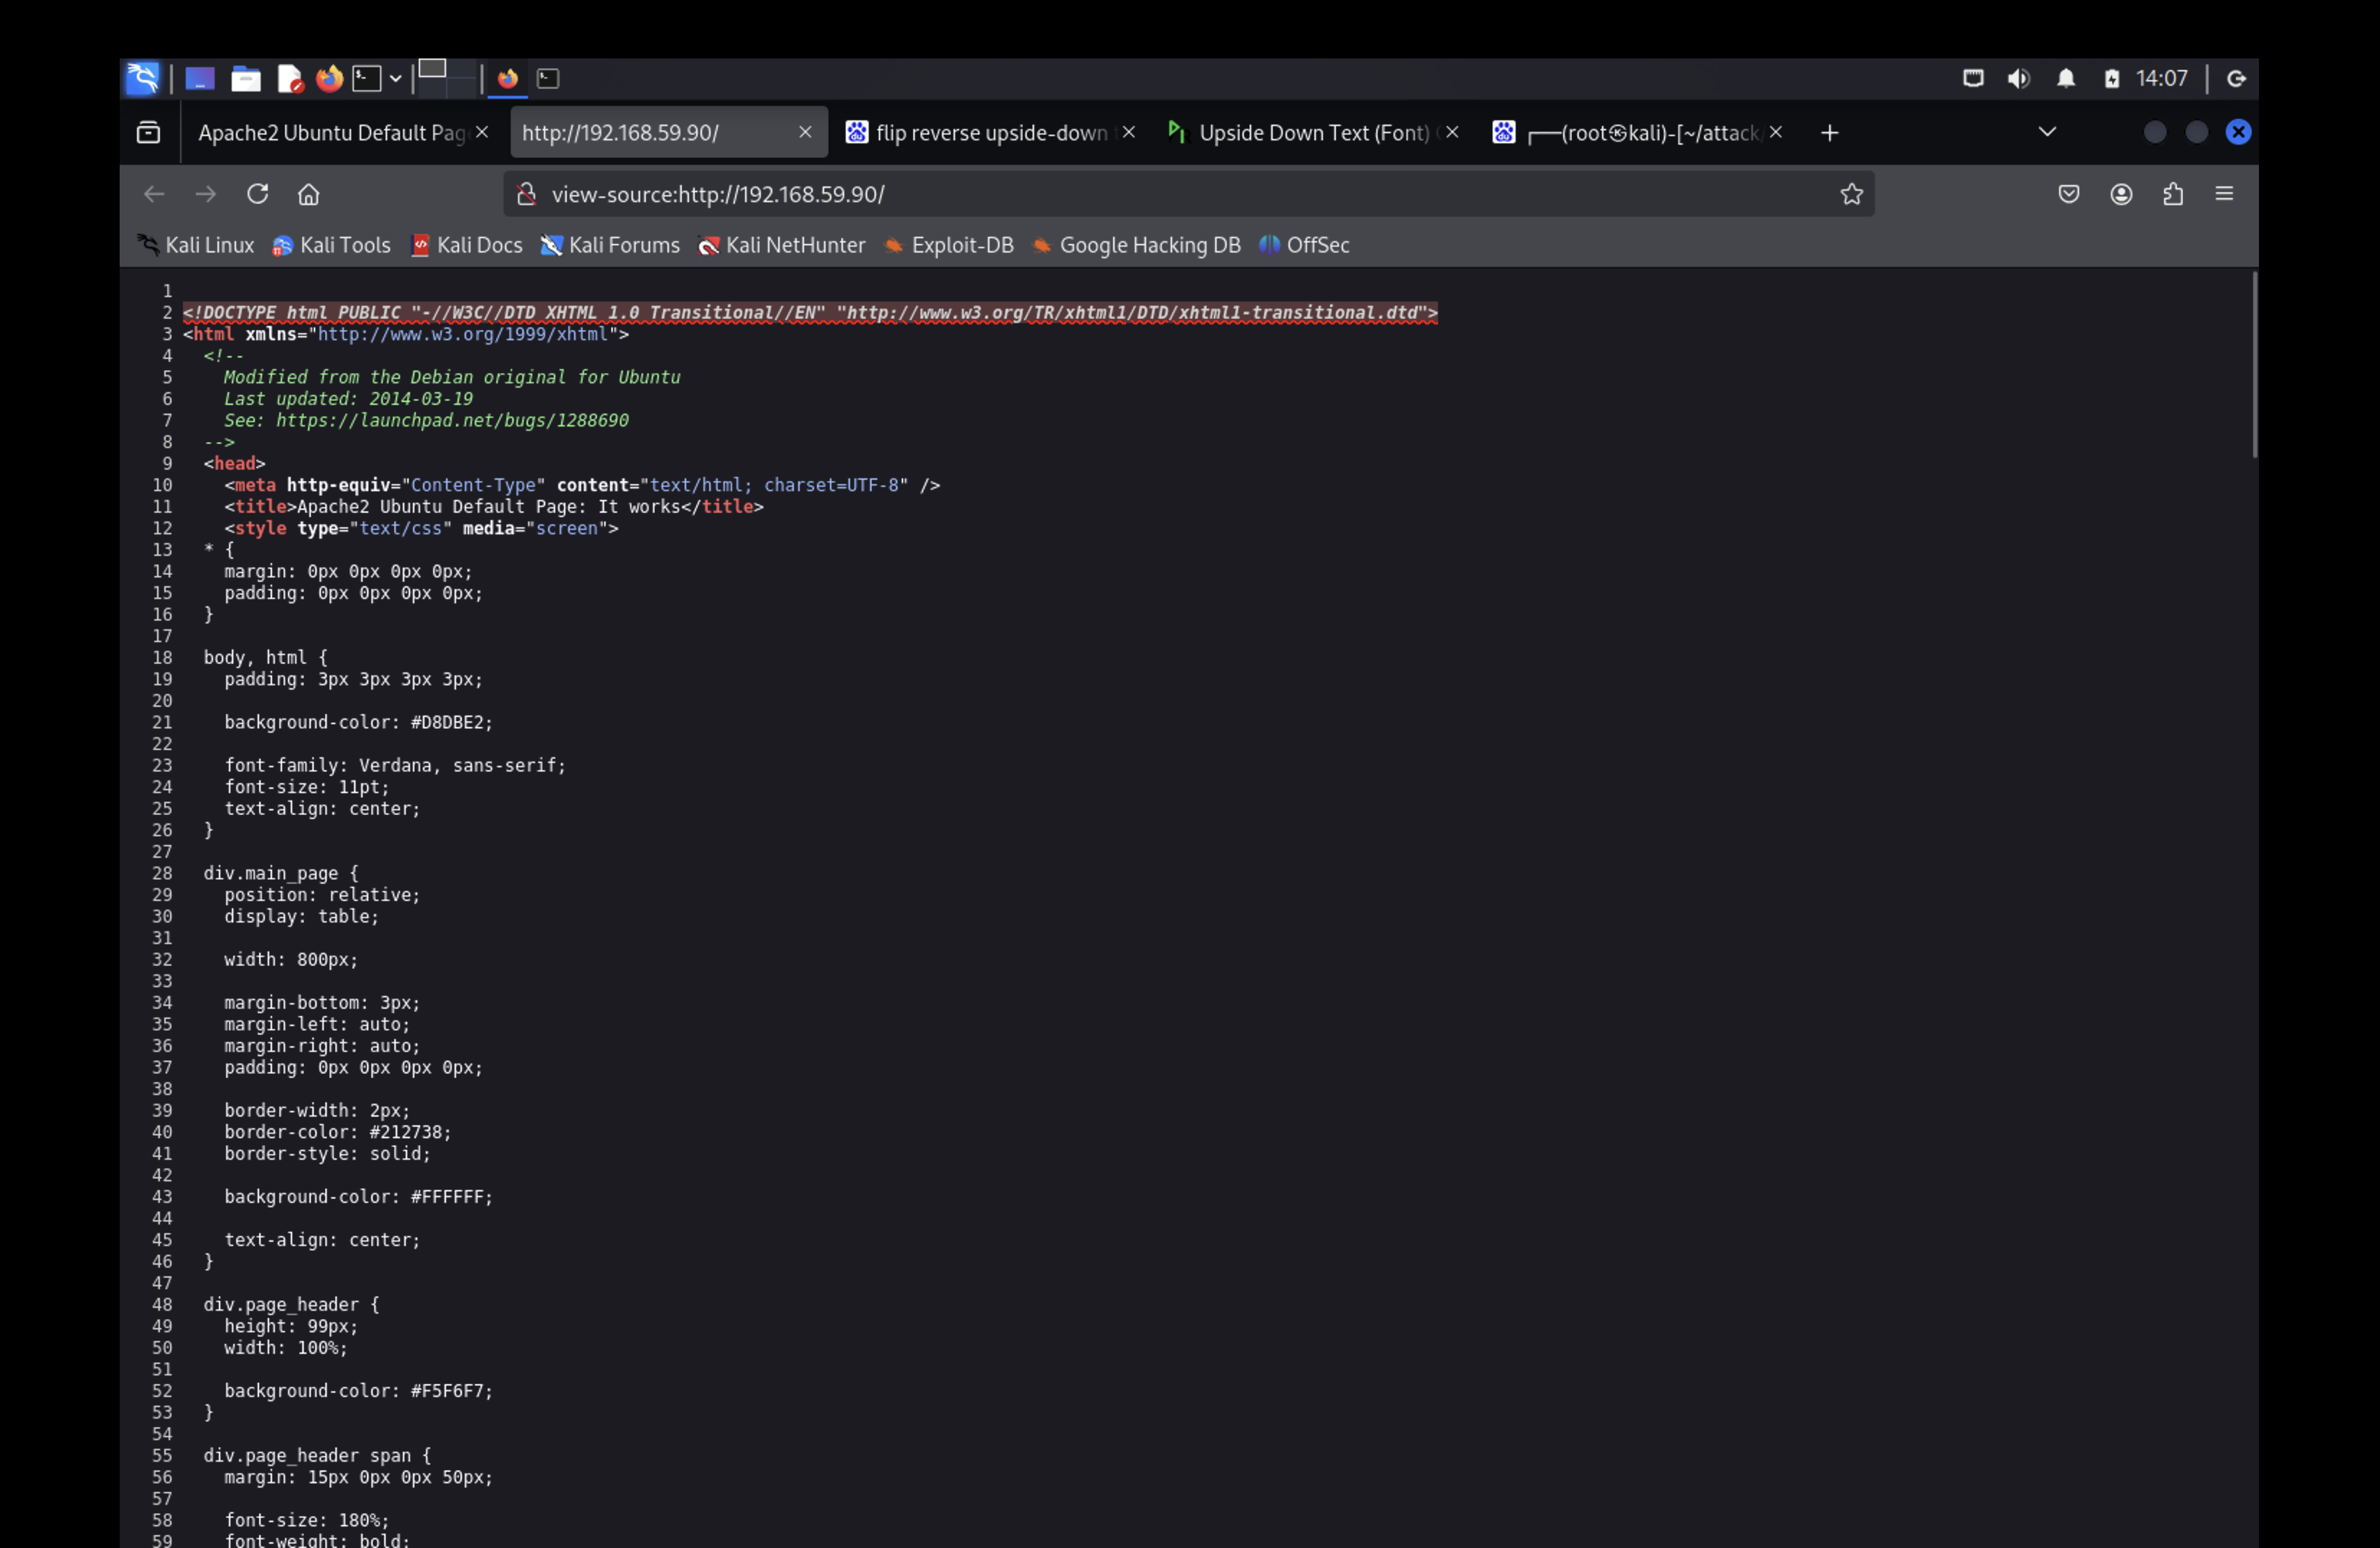 14:07
Apache2 Ubuntu Default Pag
http://192.168.59.90/
flip reverse upside-down
Upside Down Text (Font)
┌──(root㉿kali)-[~/attack
view-source:http://192.168.59.90/
Kali Linux Kali Tools Kali Docs Kali Forums Kali NetHunter Exploit-DB Google Hacking DB OffSec
1
2 <!DOCTYPE html PUBLIC "-//W3C//DTD XHTML 1.0 Transitional//EN" "http://www.w3.org/TR/xhtml1/DTD/xhtml1-transitional.dtd">
3 <html xmlns="http://www.w3.org/1999/xhtml">
4 <!--
5 Modified from the Debian original for Ubuntu
6 Last updated: 2014-03-19
7 See: https://launchpad.net/bugs/1288690
8 -->
9 <head>
10 <meta http-equiv="Content-Type" content="text/html; charset=UTF-8" />
11 <title>Apache2 Ubuntu Default Page: It works</title>
12 <style type="text/css" media="screen">
13 * {
14 margin: 0px 0px 0px 0px;
15 padding: 0px 0px 0px 0px;
16 }
17
18 body, html {
19 padding: 3px 3px 3px 3px;
20
21 background-color: #D8DBE2;
22
23 font-family: Verdana, sans-serif;
24 font-size: 11pt;
25 text-align: center;
26 }
27
28 div.main_page {
29 position: relative;
30 display: table;
31
32 width: 800px;
33
34 margin-bottom: 3px;
35 margin-left: auto;
36 margin-right: auto;
37 padding: 0px 0px 0px 0px;
38
39 border-width: 2px;
40 border-color: #212738;
41 border-style: solid;
42
43 background-color: #FFFFFF;
44
45 text-align: center;
46 }
47
48 div.page_header {
49 height: 99px;
50 width: 100%;
51
52 background-color: #F5F6F7;
53 }
54
55 div.page_header span {
56 margin: 15px 0px 0px 50px;
57
58 font-size: 180%;
59 font-weight: bold;